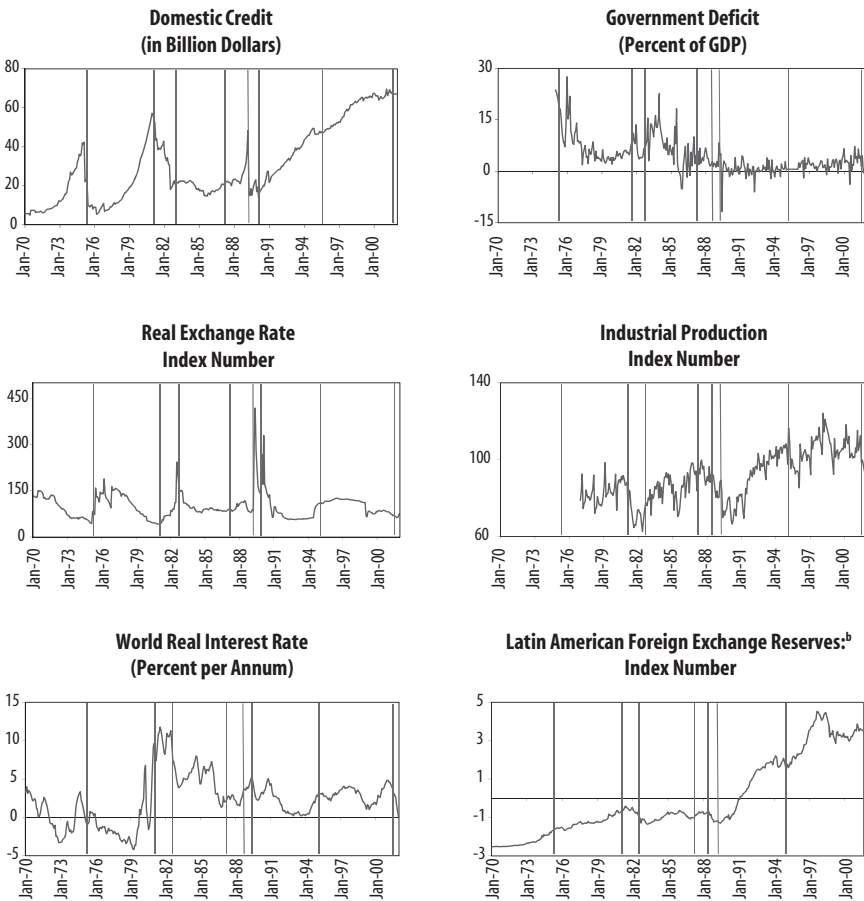 Domestic Credit
(in Billion Dollars)
80
60
40
20
0
Jan-70
Jan-73
Jan-76
Jan-79
Jan-82
Jan-85
Jan-88
Jan-91
Jan-94
Jan-97
Jan-00
Government Deficit
(Percent of GDP)
30
15
0
-15
Jan-70
Jan-73
Jan-76
Jan-79
Jan-82
Jan-85
Jan-88
Jan-91
Jan-94
Jan-97
Jan-00
Real Exchange Rate
Index Number
450
300
150
0
Jan-70
Jan-73
Jan-76
Jan-79
Jan-82
Jan-85
Jan-88
Jan-91
Jan-94
Jan-97
Jan-00
Industrial Production
Index Number
140
100
60
Jan-70
Jan-73
Jan-76
Jan-79
Jan-82
Jan-85
Jan-88
Jan-91
Jan-94
Jan-97
Jan-00
World Real Interest Rate
(Percent per Annum)
15
10
5
0
-5
Jan-70
Jan-73
Jan-76
Jan-79
Jan-82
Jan-85
Jan-88
Jan-91
Jan-94
Jan-97
Jan-00
Latin American Foreign Exchange Reserves:b
Index Number
5
3
1
-1
-3
Jan-70
Jan-73
Jan-76
Jan-79
Jan-82
Jan-85
Jan-88
Jan-91
Jan-94
Jan-97
Jan-00